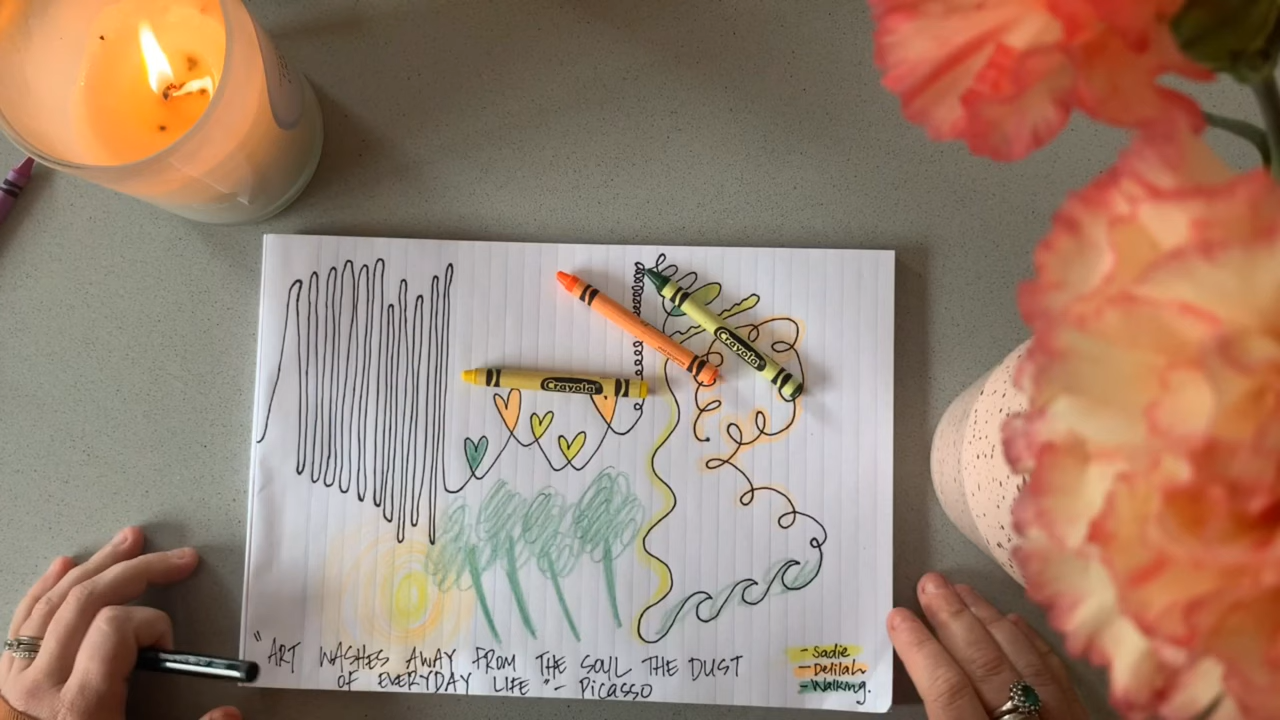 Crayola
Crayola
"ART WASHES AWAY FROM THE SOUL THE DUST
OF EVERYDAY LIFE" - PICASSO
- Sadie
- Delilah
- Walking.